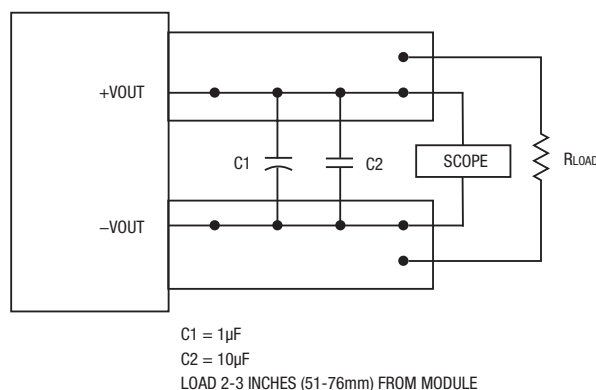 +VOUT
C1
C2
SCOPE
RLOAD
−VOUT
C1 = 1µF
C2 = 10µF
LOAD 2-3 INCHES (51-76mm) FROM MODULE